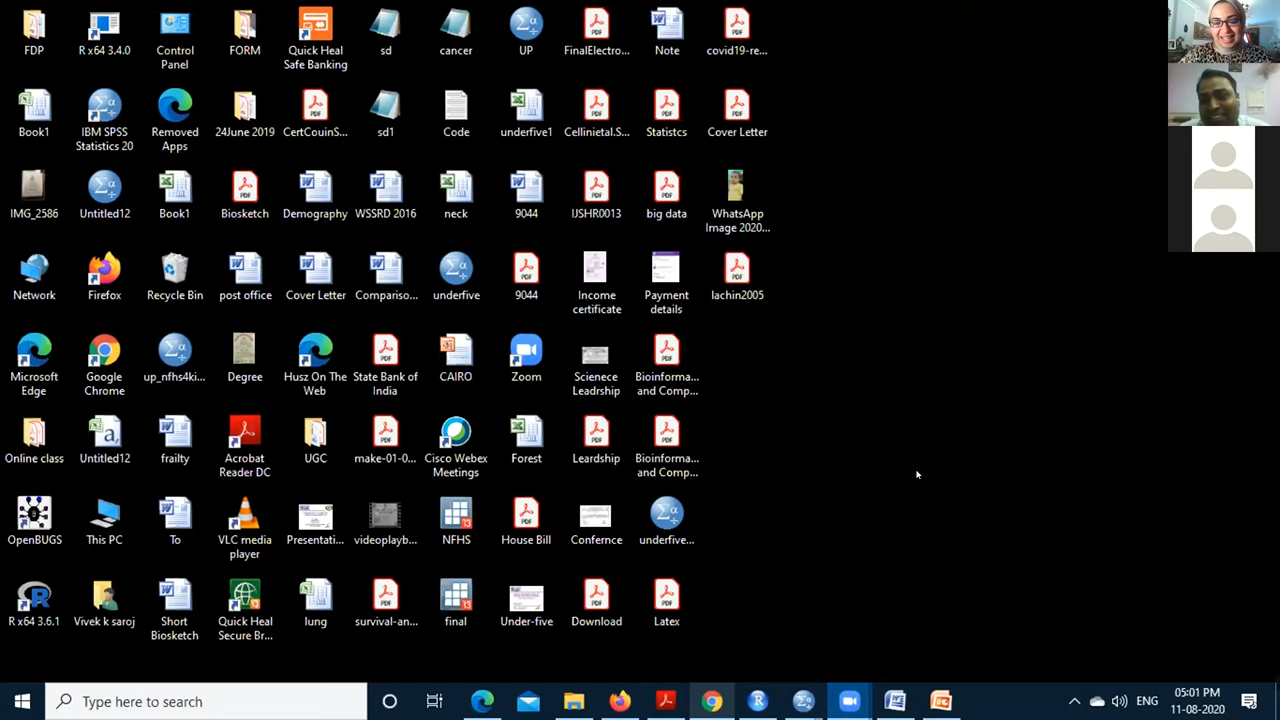 FDP
R x64 3.4.0
Control
Panel
FORM
Quick Heal
Safe Banking
sd
cancer
UP
FinalElectro...
Note
covid19-re...
Book1
IBM SPSS
Statistics 20
Removed
Apps
24June 2019
CertCouinS...
sd1
Code
underfive1
Cellinietal.S...
Statistcs
Cover Letter
IMG_2586
Untitled12
Book1
Biosketch
Demography
WSSRD 2016
neck
9044
IJSHR0013
big data
WhatsApp
Image 2020...
Network
Firefox
Recycle Bin
post office
Cover Letter
Compariso...
underfive
9044
Income
certificate
Payment
details
lachin2005
Microsoft
Edge
Google
Chrome
up_nfhs4ki...
Degree
Husz On The
Web
State Bank of
India
CAIRO
Zoom
Scienece
Leadrship
Bioinforma...
and Comp...
Online class
Untitled12
frailty
Acrobat
Reader DC
UGC
make-01-0...
Cisco Webex
Meetings
Forest
Leardship
Bioinforma...
and Comp...
OpenBUGS
This PC
To
VLC media
player
Presentati...
videoplayb...
NFHS
House Bill
Confernce
underfive...
R x64 3.6.1
Vivek k saroj
Short
Biosketch
Quick Heal
Secure Br...
lung
survival-an...
final
Under-five
Download
Latex
Type here to search
ENG
05:01 PM
11-08-2020